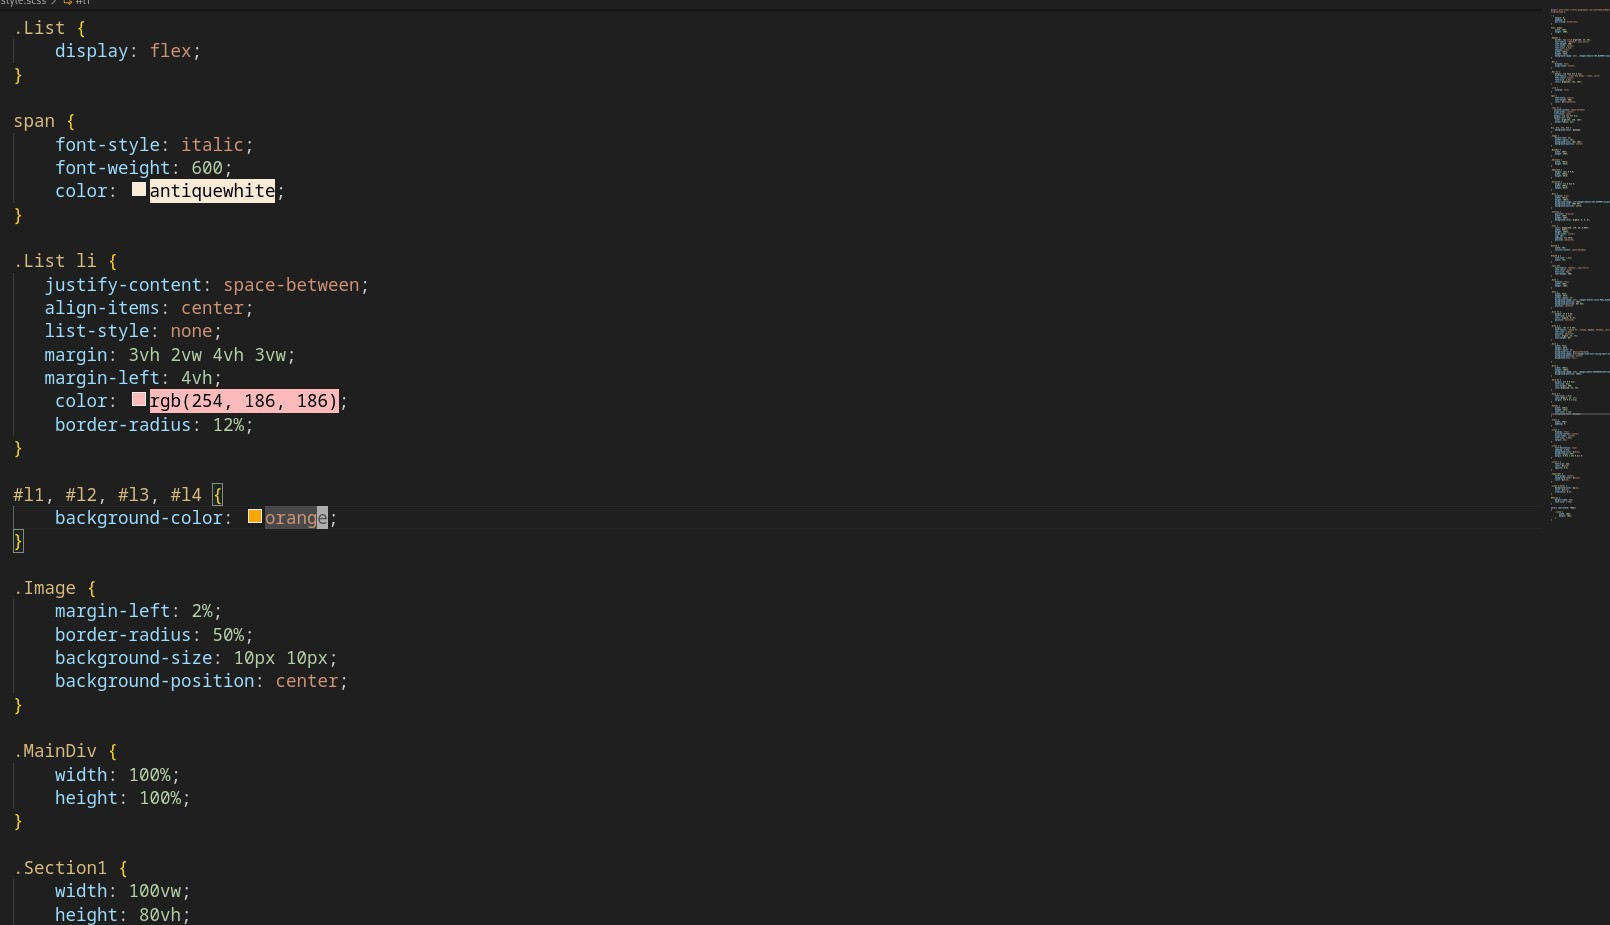 style.scss > #l1
.List {
    display: flex;
}

span {
    font-style: italic;
    font-weight: 600;
    color: antiquewhite;
}

.List li {
   justify-content: space-between;
   align-items: center;
   list-style: none;
   margin: 3vh 2vw 4vh 3vw;
   margin-left: 4vh;
    color: rgb(254, 186, 186);
    border-radius: 12%;
}

#l1, #l2, #l3, #l4 {
    background-color: orange;
}

.Image {
    margin-left: 2%;
    border-radius: 50%;
    background-size: 10px 10px;
    background-position: center;
}

.MainDiv {
    width: 100%;
    height: 100%;
}

.Section1 {
    width: 100vw;
    height: 80vh;